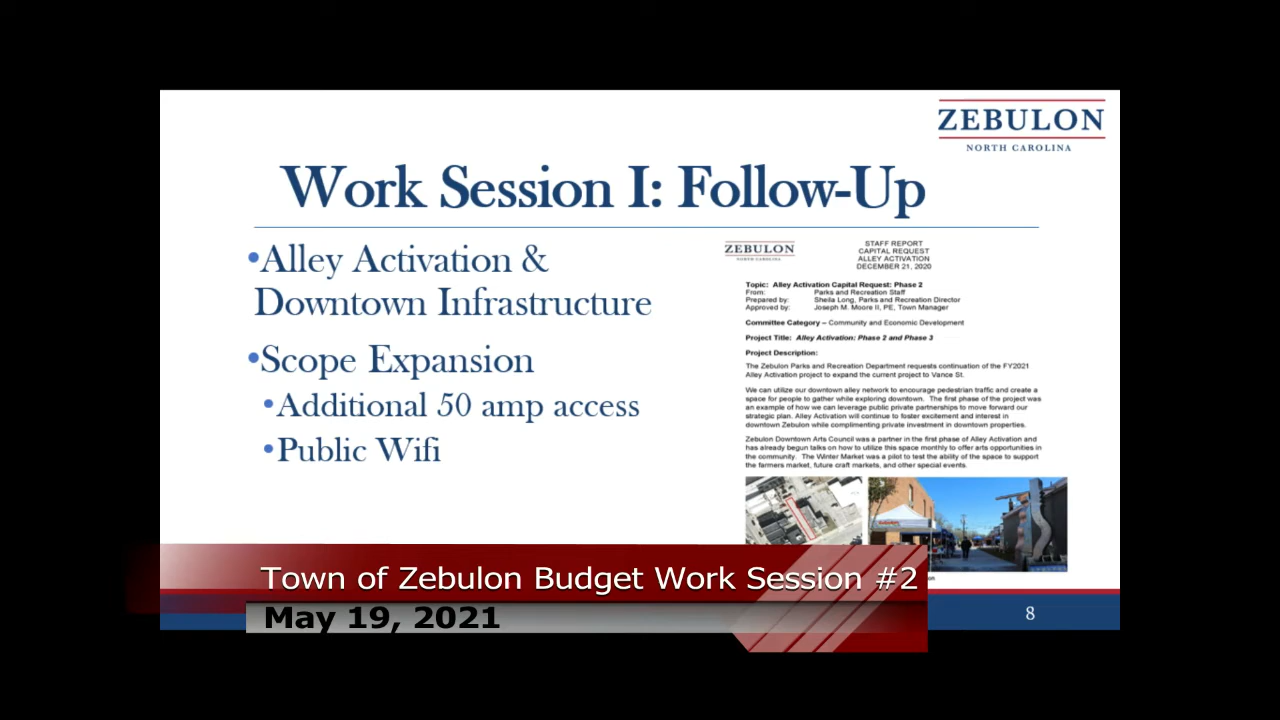 ZEBULON
NORTH CAROLINA
Work Session I: Follow-Up
•Alley Activation &
Downtown Infrastructure
•Scope Expansion
•Additional 50 amp access
•Public Wifi
ZEBULON
NORTH CAROLINA
STAFF REPORT
CAPITAL REQUEST
ALLEY ACTIVATION
DECEMBER 21, 2020
Topic: Alley Activation Capital Request: Phase 2
From: Parks and Recreation Staff
Prepared by: Sheila Long, Parks and Recreation Director
Approved by: Joseph M. Moore II, PE, Town Manager
Committee Category – Community and Economic Development
Project Title: Alley Activation: Phase 2 and Phase 3
Project Description:
The Zebulon Parks and Recreation Department requests continuation of the FY2021
Alley Activation project to expand the current project to Vance St.
We can utilize our downtown alley network to encourage pedestrian traffic and create a
space for people to gather while exploring downtown. The first phase of the project was
an example of how we can leverage public private partnerships to move forward our
strategic plan. Alley Activation will continue to foster excitement and interest in
downtown Zebulon while complimenting private investment in downtown properties.
Zebulon Downtown Arts Council was a partner in the first phase of Alley Activation and
has already begun talks on how to utilize this space monthly to offer arts opportunities in
the community. The Winter Market was a pilot to test the ability of the space to support
the farmers market, future craft markets, and other special events.
Town of Zebulon Budget Work Session #2
May 19, 2021
8